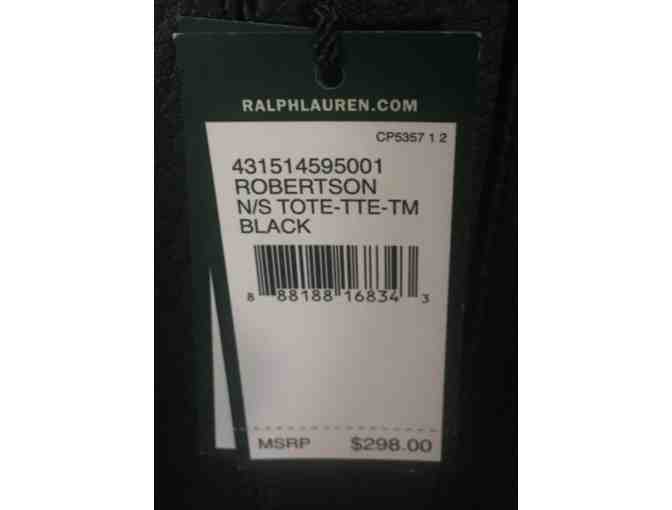 RALPHLAUREN.COM
CP5357 1 2
431514595001
ROBERTSON
N/S TOTE-TTE-TM
BLACK
8 88188 16834 3
MSRP $298.00